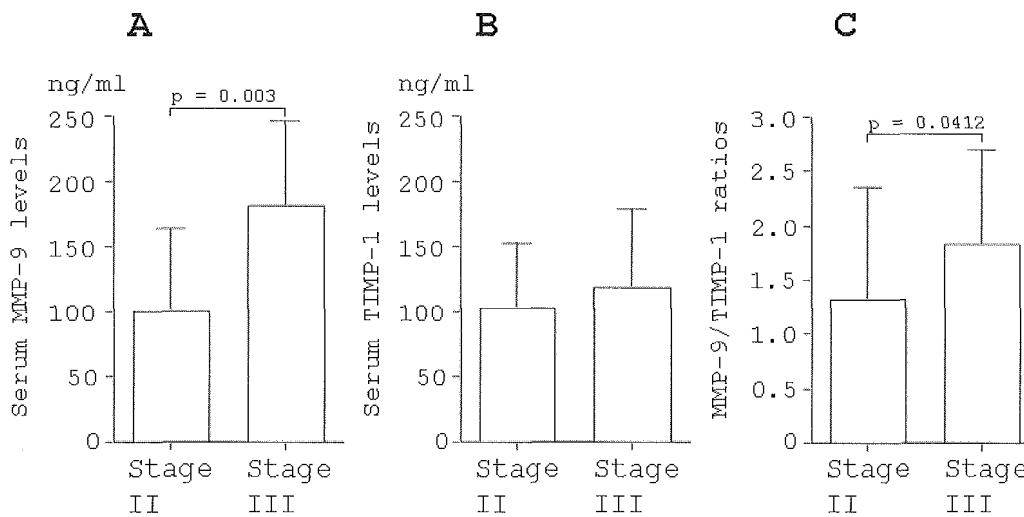 A
ng/ml
p = 0.003
Serum MMP-9 levels
250
200
150
100
50
0
Stage II
Stage III
B
ng/ml
Serum TIMP-1 levels
250
200
150
100
50
0
Stage II
Stage III
C
p = 0.0412
MMP-9/TIMP-1 ratios
3.0
2.5
2.0
1.5
1.0
0.5
0
Stage II
Stage III